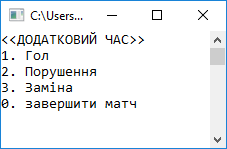 C:\Users...
<<ДОДАТКОВИЙ ЧАС>>
1. Гол
2. Порушення
3. Заміна
0. завершити матч